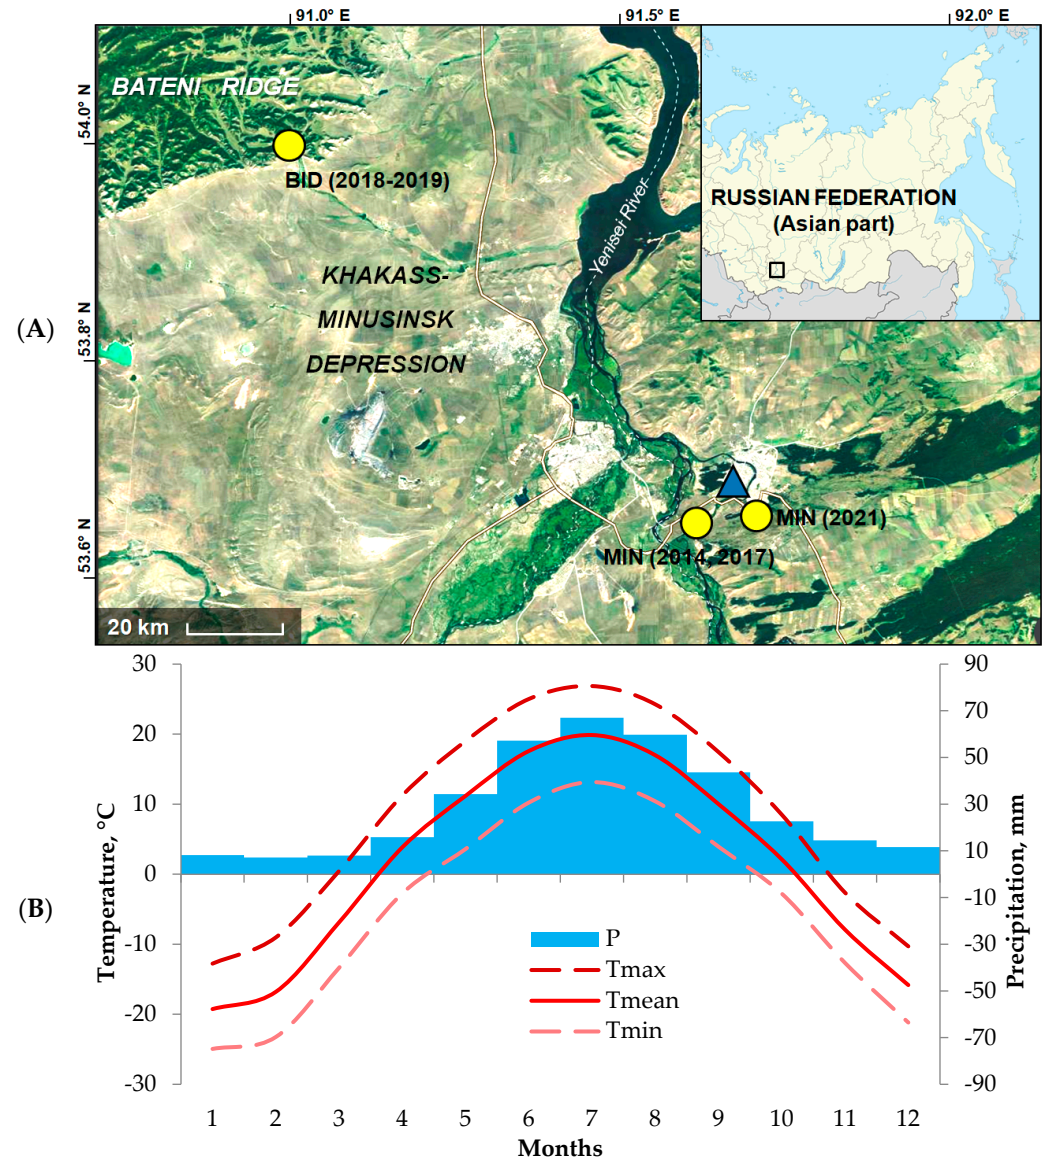 91.0° E
91.5° E
92.0° E
54.0° N
53.8° N
53.6° N
(A)
BATENI RIDGE
BID (2018-2019)
Yeniseï River
KHAKASS-
MINUSINSK
DEPRESSION
RUSSIAN FEDERATION
(Asian part)
MIN (2021)
MIN (2014, 2017)
20 km
(B)
Temperature, °C
30
20
10
0
-10
-20
-30
Precipitation, mm
90
70
50
30
10
-10
-30
-50
-70
-90
P
Tmax
Tmean
Tmin
1 2 3 4 5 6 7 8 9 10 11 12
Months